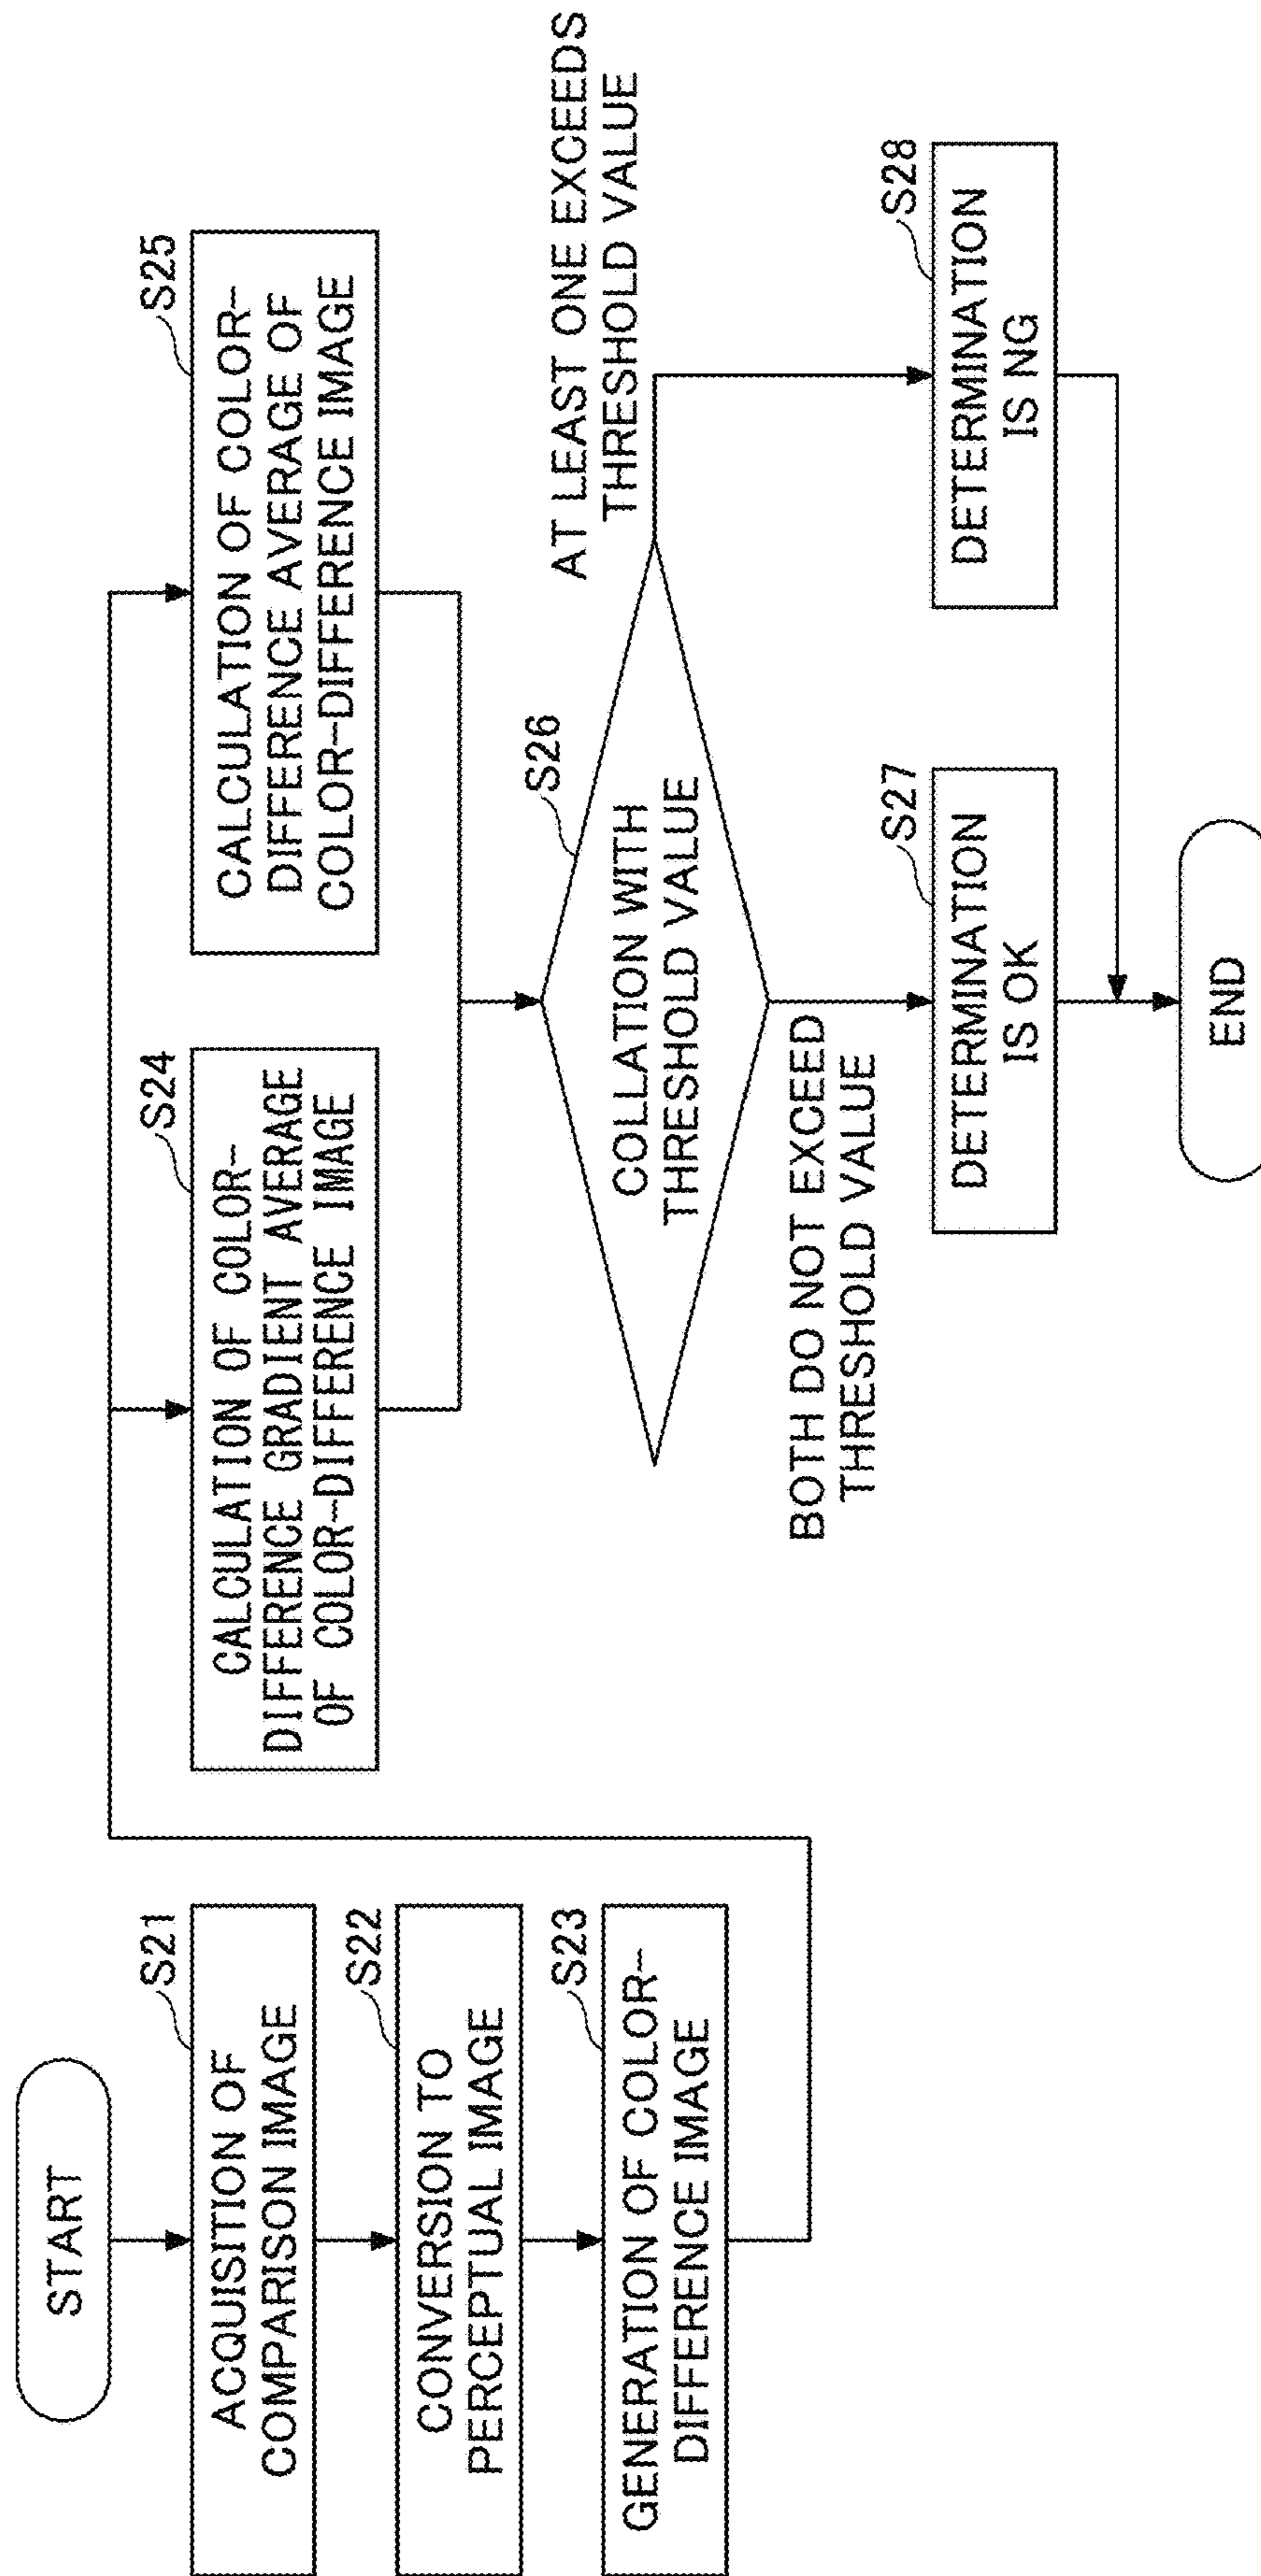 START
S21
ACQUISITION OF
COMPARISON IMAGE
S22
CONVERSION TO
PERCEPTUAL IMAGE
S23
GENERATION OF COLOR-
DIFFERENCE IMAGE
S24
CALCULATION OF COLOR-
DIFFERENCE GRADIENT AVERAGE
OF COLOR-DIFFERENCE IMAGE
S25
CALCULATION OF COLOR-
DIFFERENCE AVERAGE OF
COLOR-DIFFERENCE IMAGE
S26
COLLATION WITH
THRESHOLD VALUE
AT LEAST ONE EXCEEDS
THRESHOLD VALUE
BOTH DO NOT EXCEED
THRESHOLD VALUE
S27
DETERMINATION
IS OK
S28
DETERMINATION
IS NG
END